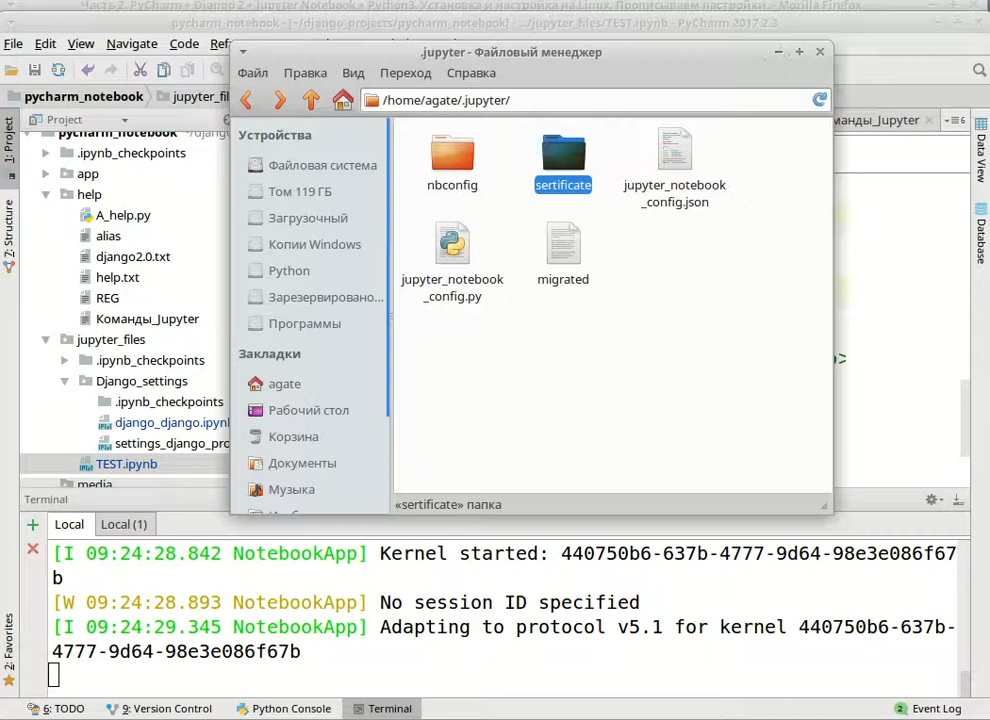 Часть 2. PyCharm + Django 2 + Jupyter Notebook + Python3. Установка и настройка на Linux. Прописываем настройки. - Mozilla Firefox
pycharm_notebook - [~/django_projects/pycharm_notebook] - .../jupyter_files/TEST.ipynb - PyCharm 2017.2.3
File Edit View Navigate Code Refa
.jupyter - Файловый менеджер
Файл Правка Вид Переход Справка
/home/agate/.jupyter/
pycharm_notebook jupyter_fil
Project
pycharm_notebook ~/django
.ipynb_checkpoints
app
help
A_help.py
alias
django2.0.txt
help.txt
REG
Команды_Jupyter
jupyter_files
.ipynb_checkpoints
Django_settings
.ipynb_checkpoints
django_django.ipynb
settings_django_pro
TEST.ipynb
media
1: Project
7: Structure
2: Favorites
Устройства
Файловая система
Том 119 ГБ
Загрузочный
Копии Windows
Python
Зарезервировано...
Программы
Закладки
agate
Рабочий стол
Корзина
Документы
Музыка
nbconfig
sertificate
jupyter_notebook
_config.json
jupyter_notebook
_config.py
migrated
«sertificate» папка
манды_Jupyter
6
>
Data View
Database
Terminal
Local Local (1)
[I 09:24:28.842 NotebookApp] Kernel started: 440750b6-637b-4777-9d64-98e3e086f67
b
[W 09:24:28.893 NotebookApp] No session ID specified
[I 09:24:29.345 NotebookApp] Adapting to protocol v5.1 for kernel 440750b6-637b-
4777-9d64-98e3e086f67b
6: TODO 9: Version Control Python Console Terminal 2 Event Log